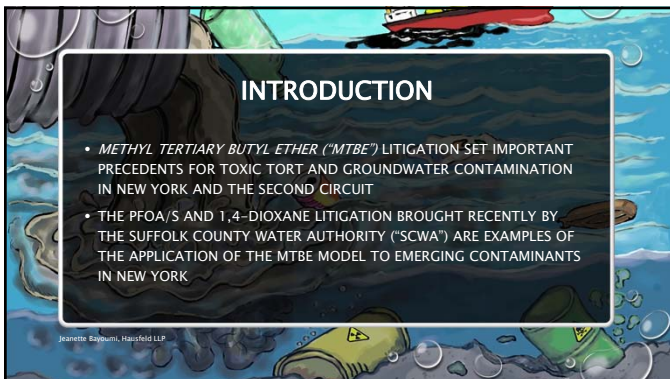 INTRODUCTION
• METHYL TERTIARY BUTYL ETHER (“MTBE”) LITIGATION SET IMPORTANT
PRECEDENTS FOR TOXIC TORT AND GROUNDWATER CONTAMINATION
IN NEW YORK AND THE SECOND CIRCUIT
• THE PFOA/S AND 1,4-DIOXANE LITIGATION BROUGHT RECENTLY BY
THE SUFFOLK COUNTY WATER AUTHORITY (“SCWA”) ARE EXAMPLES OF
THE APPLICATION OF THE MTBE MODEL TO EMERGING CONTAMINANTS
IN NEW YORK
Jeanette Bayoumi, Hausfeld LLP